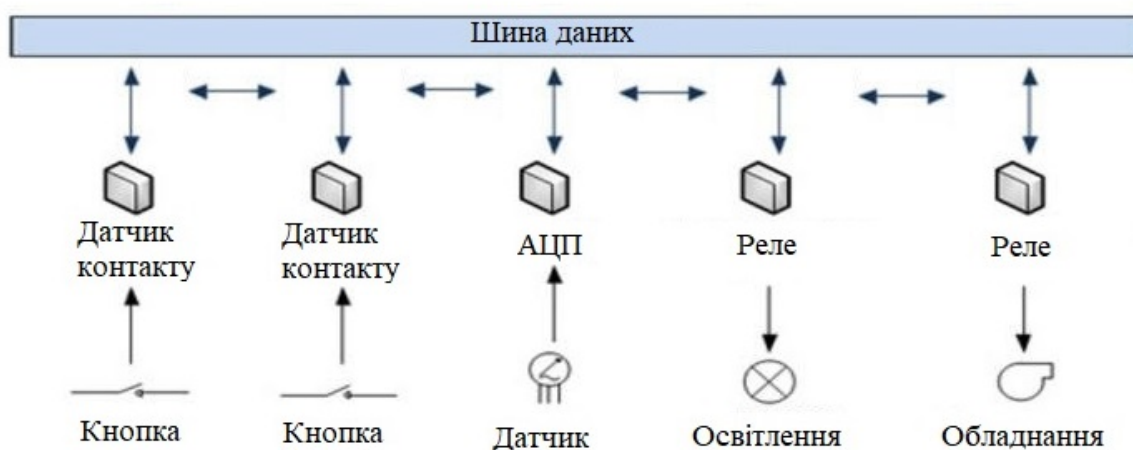 Шина даних
Датчик
контакту
Датчик
контакту
АЦП
Реле
Реле
Кнопка
Кнопка
Датчик
Освітлення
Обладнання